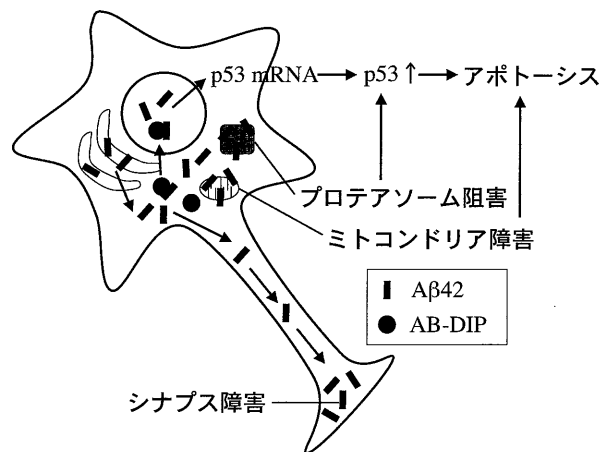 p53 mRNA → p53↑ → アポトーシス
プロテアソーム阻害
ミトコンドリア障害
Aβ42
AB-DIP
シナプス障害